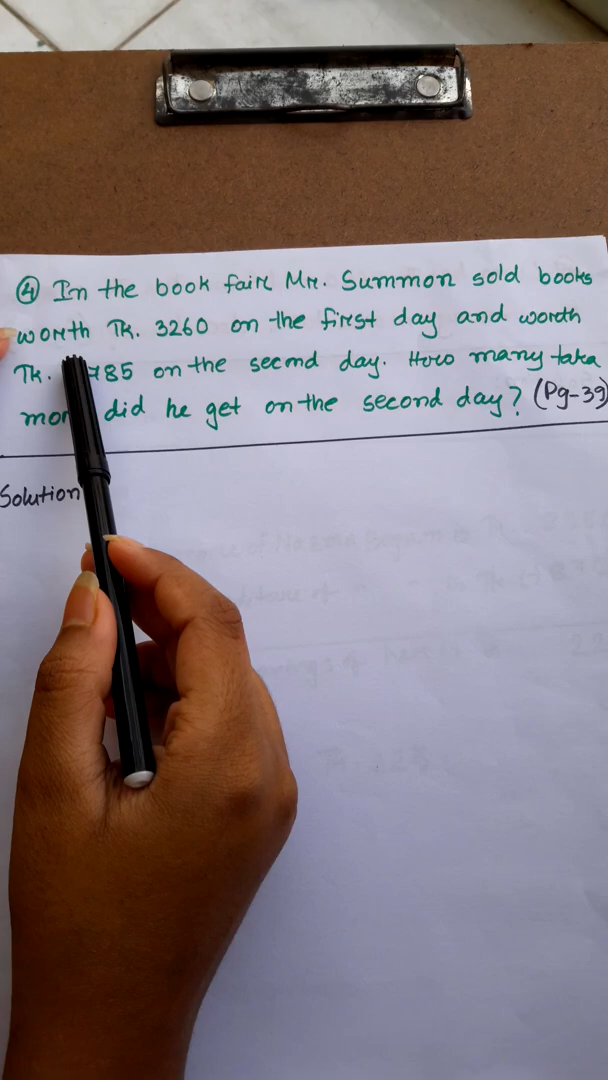 ④ In the book fair Mr. Summon sold books
worth Tk. 3260 on the first day and worth
Tk. 785 on the second day. How many taka
did he get on the second day? (Pg-39)
Solution